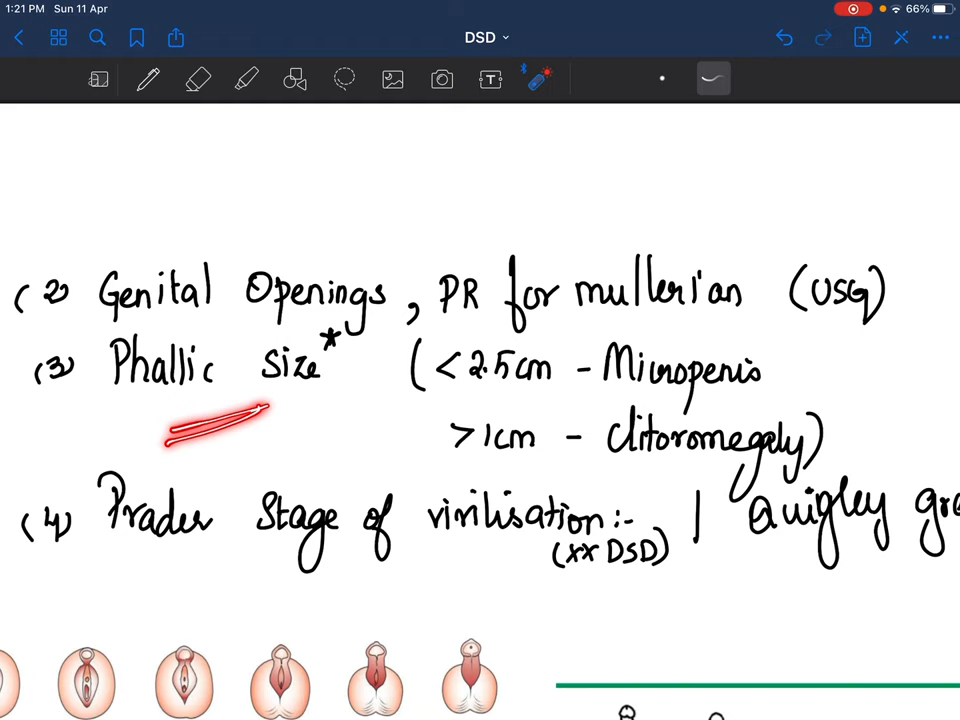 1:21 PM Sun 11 Apr 66%
DSD
T
(2) Genital Openings, PR for mullerian (USG)
(3) Phallic size* (<2.5cm - Micropenis
>1cm - clitoromegaly)
(4) Prader Stage of virilisation:- | Quigley gra
(XX DSD)